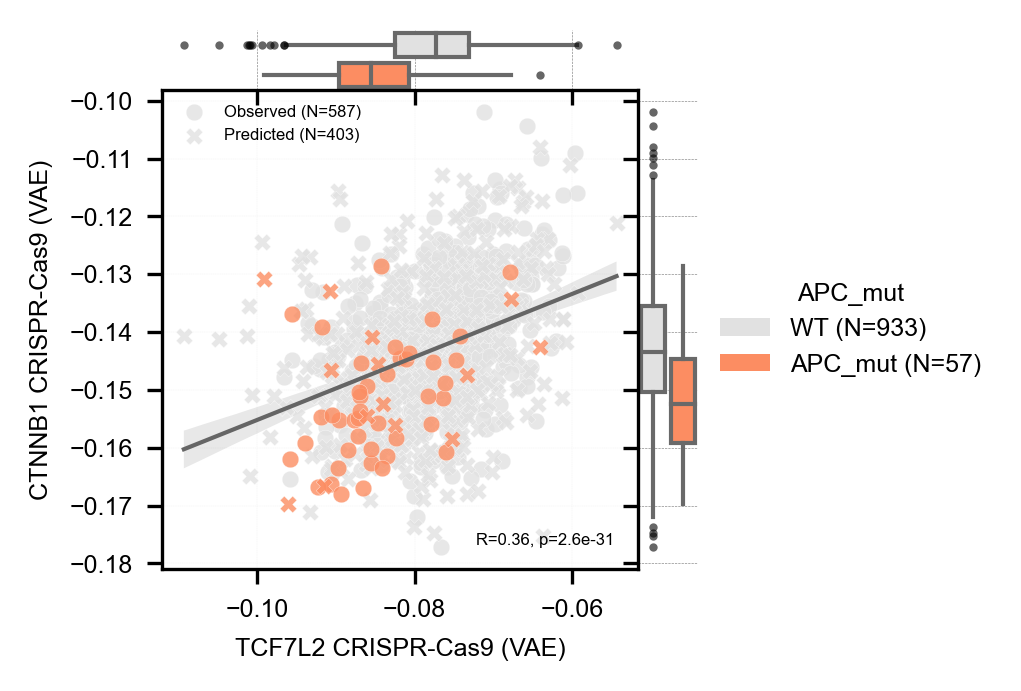 Observed (N=587)
Predicted (N=403)
−0.10
−0.11
−0.12
−0.13
−0.14
−0.15
−0.16
−0.17
−0.18
CTNNB1 CRISPR-Cas9 (VAE)
R=0.36, p=2.6e-31
−0.10
−0.08
−0.06
TCF7L2 CRISPR-Cas9 (VAE)
APC_mut
WT (N=933)
APC_mut (N=57)